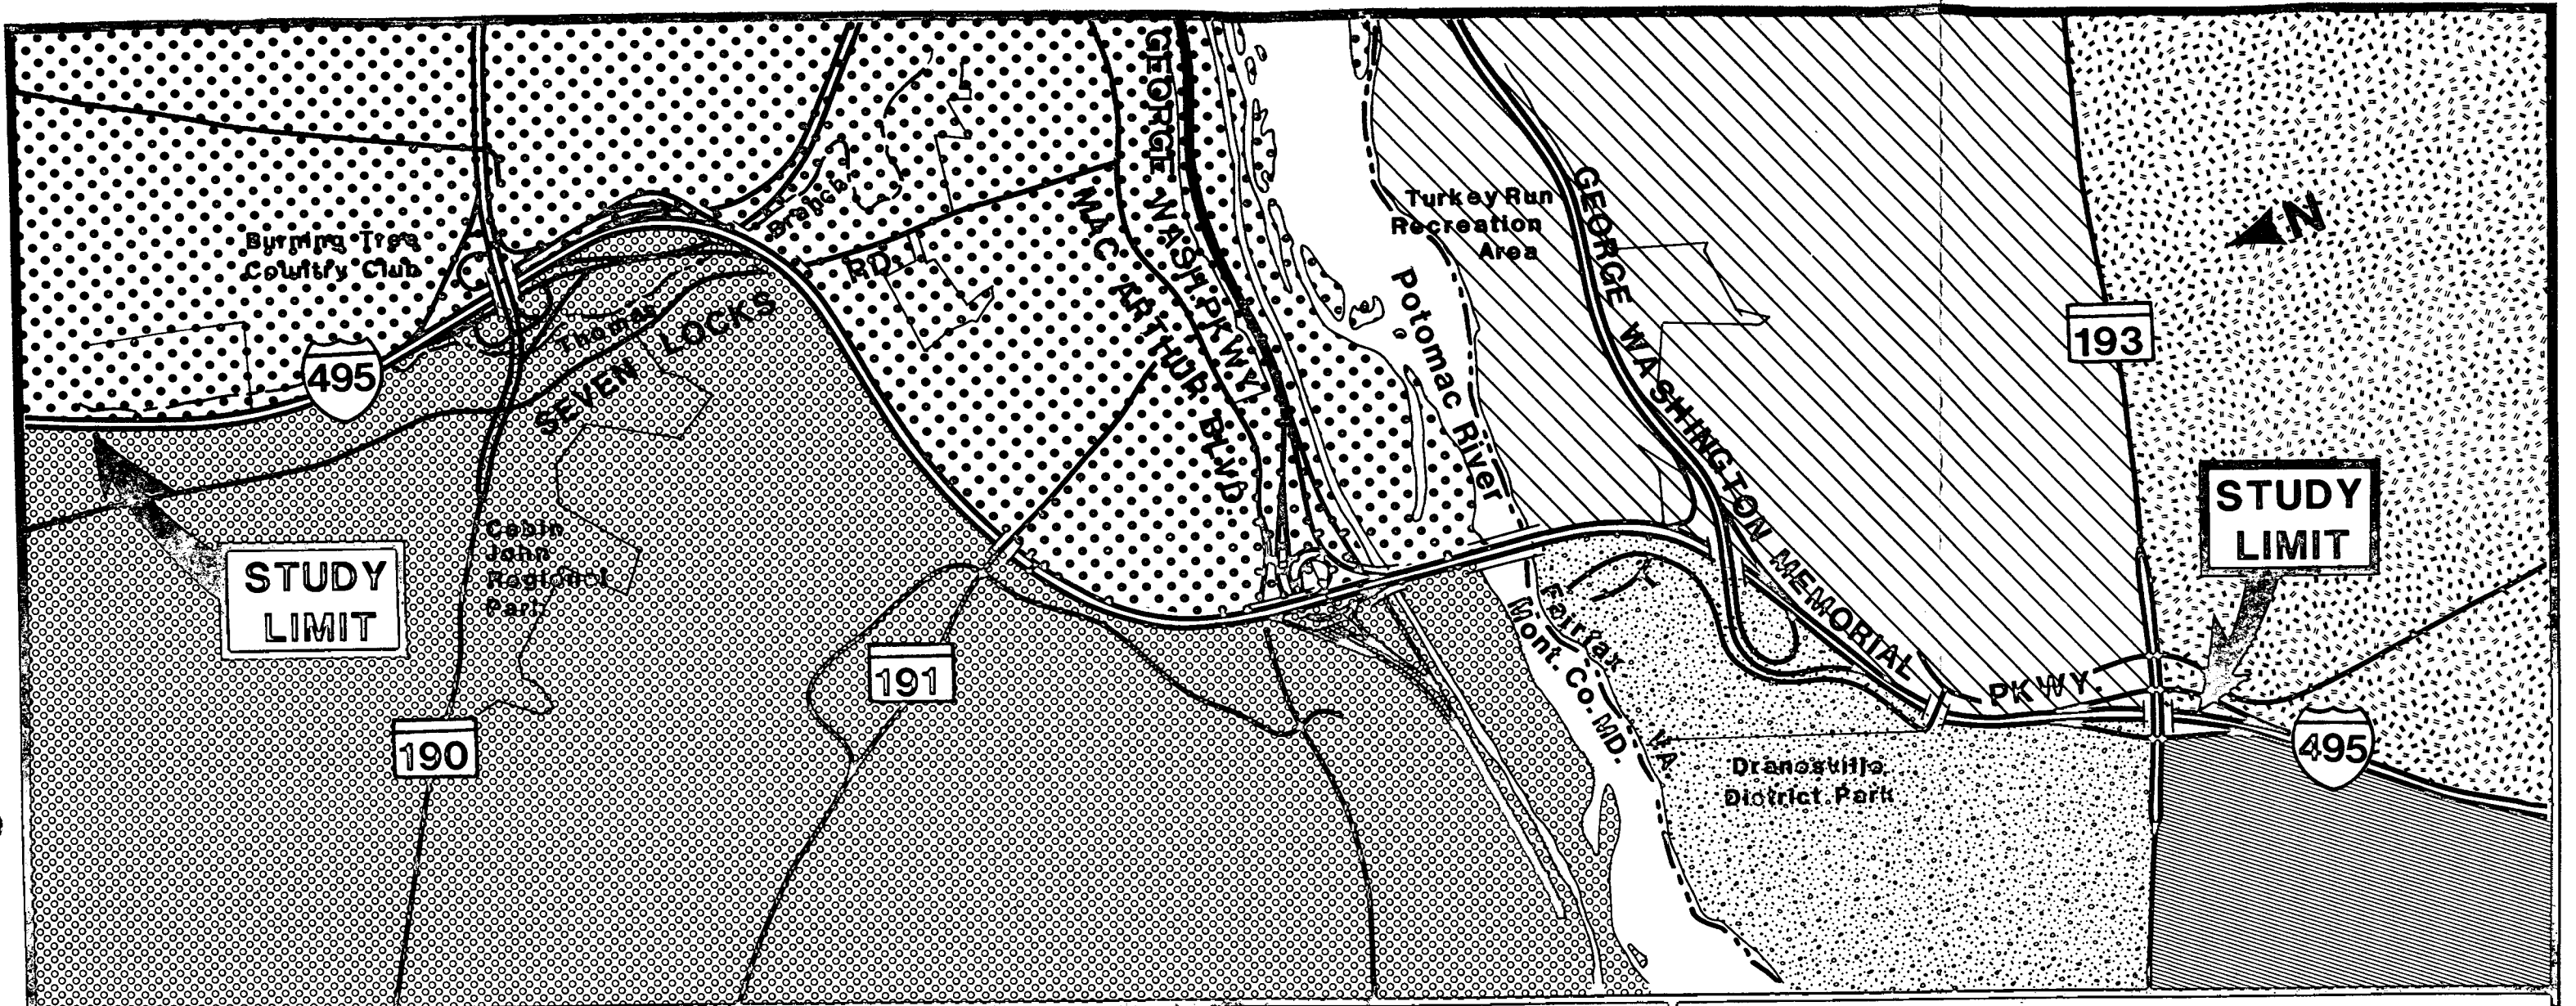 GEORGE WASH. PKWY.
MAC ARTHUR BLVD.
Turkey Run
Recreation
Area
GEORGE WASHINGTON MEMORIAL PKWY.
N
Burning Tree
Country Club
Branch
RD.
Potomac River
193
Thomas
SEVEN LOCKS
495
STUDY
LIMIT
Cabin
John
Regional
Park
STUDY
LIMIT
Fairfax VA.
Mont. Co. MD.
191
190
495
Dranesville
District Park